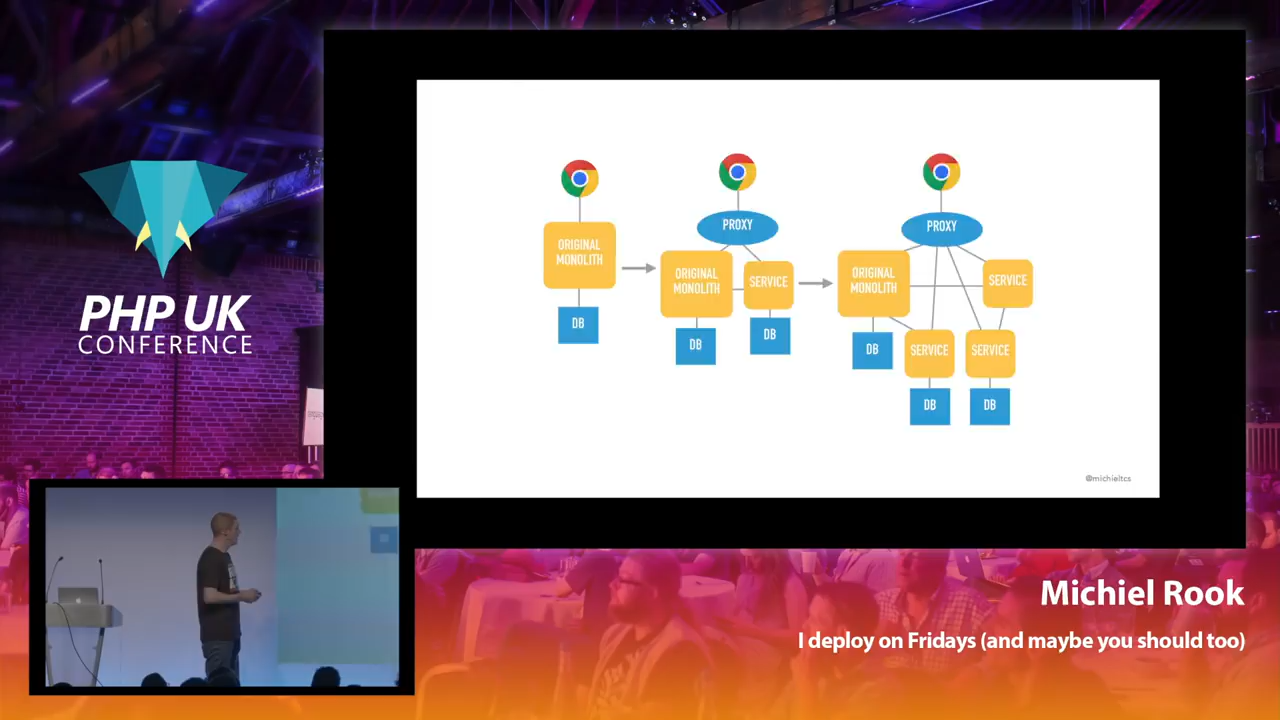 PHP UK
CONFERENCE
PROXY
PROXY
ORIGINAL
MONOLITH
ORIGINAL
MONOLITH
SERVICE
ORIGINAL
MONOLITH
SERVICE
DB
DB
DB
DB
SERVICE
SERVICE
DB
DB
@michieltcs
Michiel Rook
I deploy on Fridays (and maybe you should too)